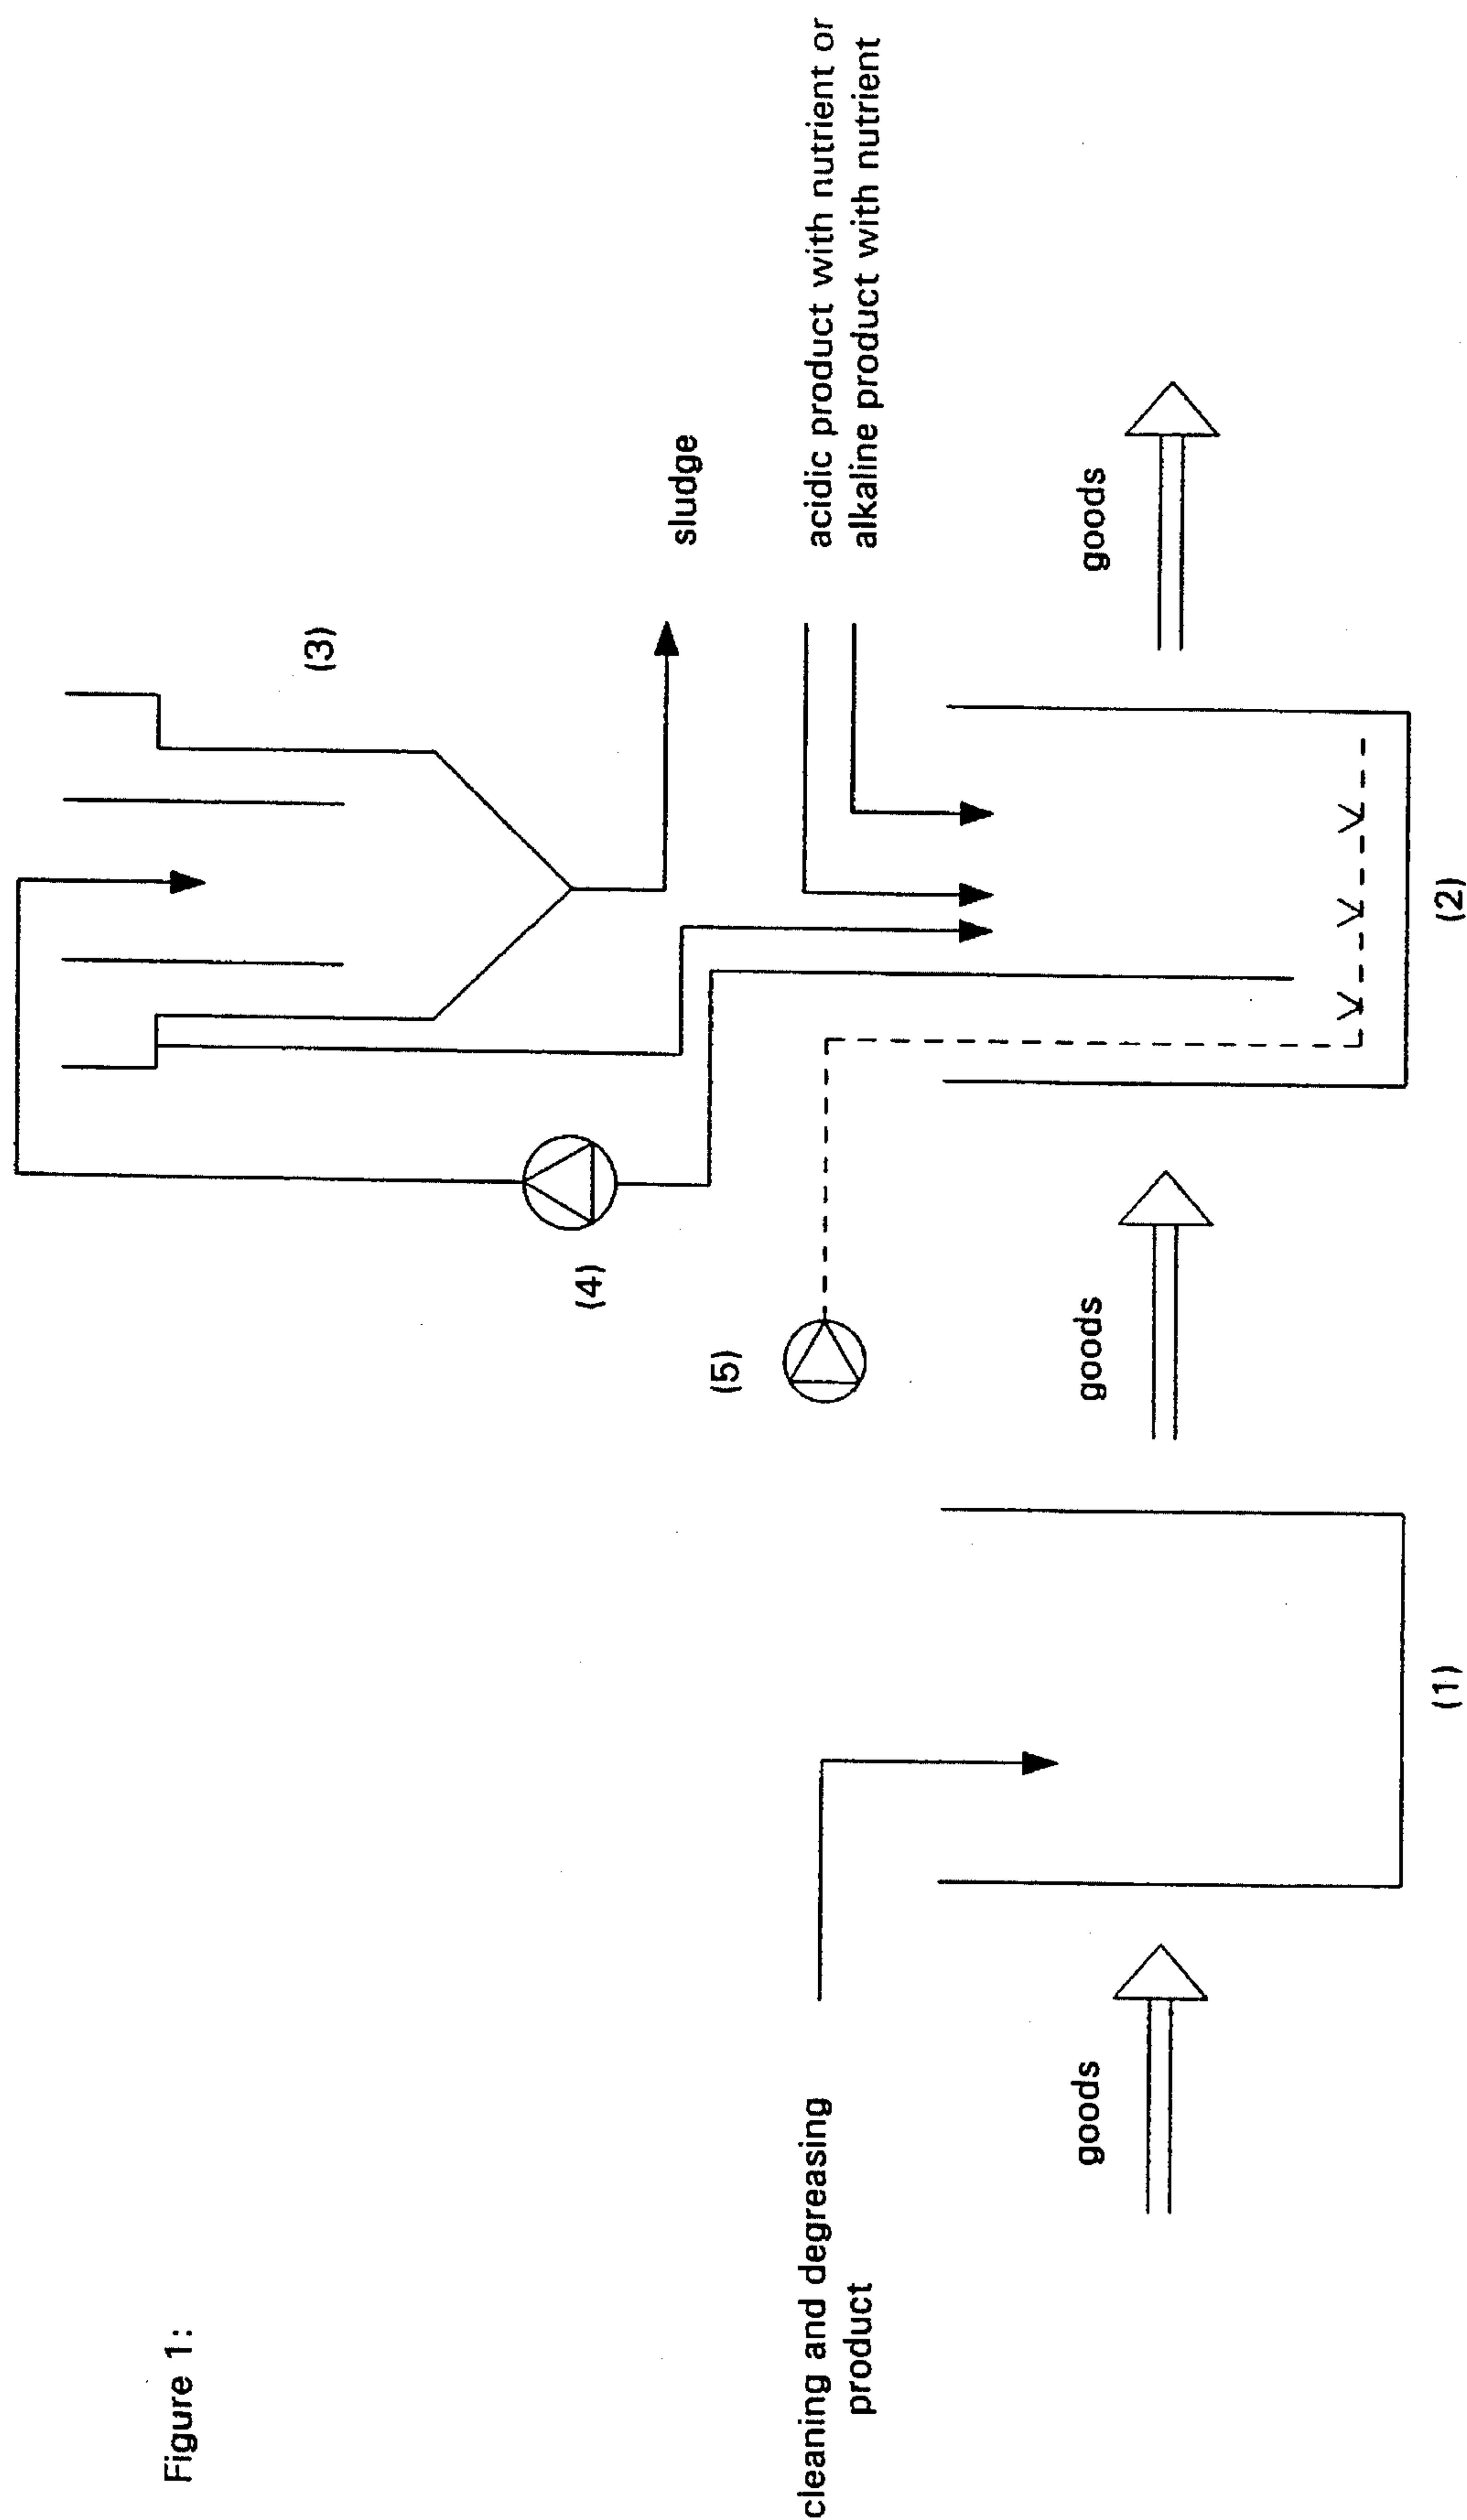 Figure 1:
(3)
(4)
sludge
(5)
cleaning and degreasing
product
acidic product with nutrient or
alkaline product with nutrient
goods
goods
goods
(1)
(2)